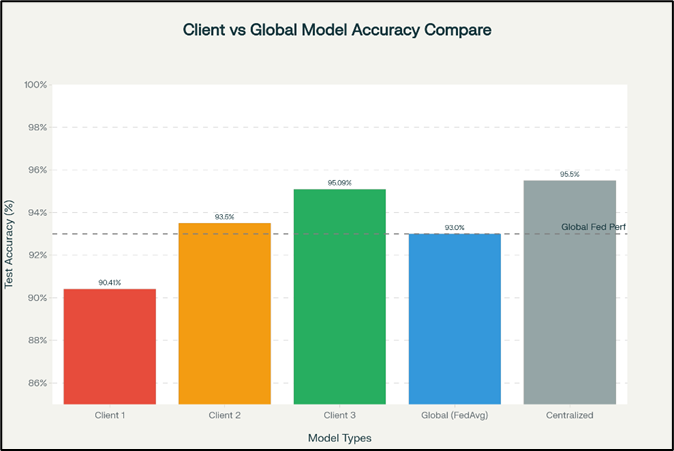 Client vs Global Model Accuracy Compare
Test Accuracy (%)
100%
98%
96%
94%
92%
90%
88%
86%
90.41%
93.5%
95.09%
93.0%
95.5%
Global Fed Perf
Client 1
Client 2
Client 3
Global (FedAvg)
Centralized
Model Types